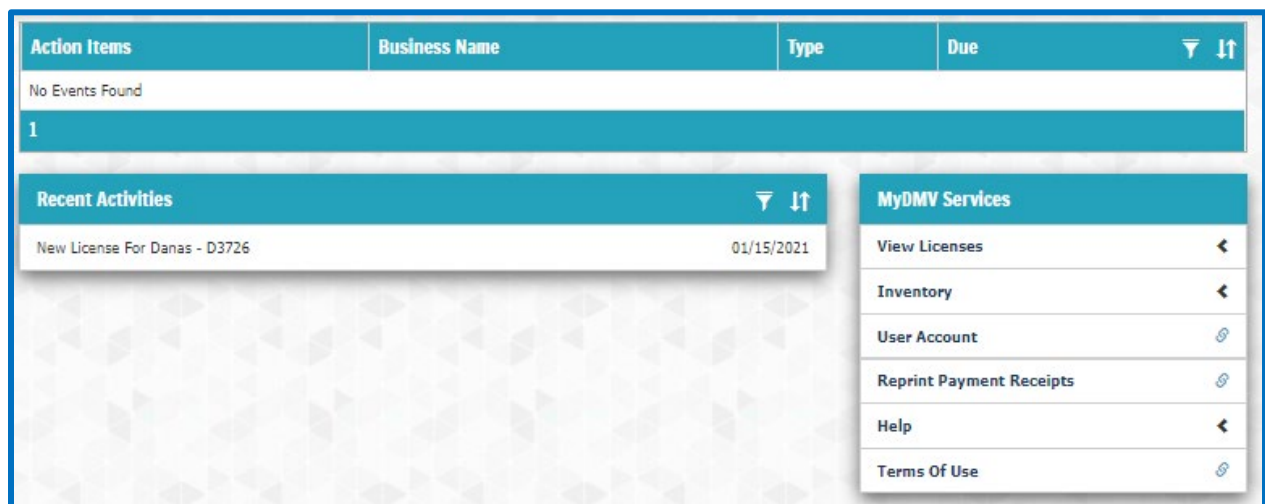 Action Items Business Name Type Due
No Events Found
1
Recent Activities
New License For Danas - D3726 01/15/2021
MyDMV Services
View Licenses
Inventory
User Account
Reprint Payment Receipts
Help
Terms Of Use